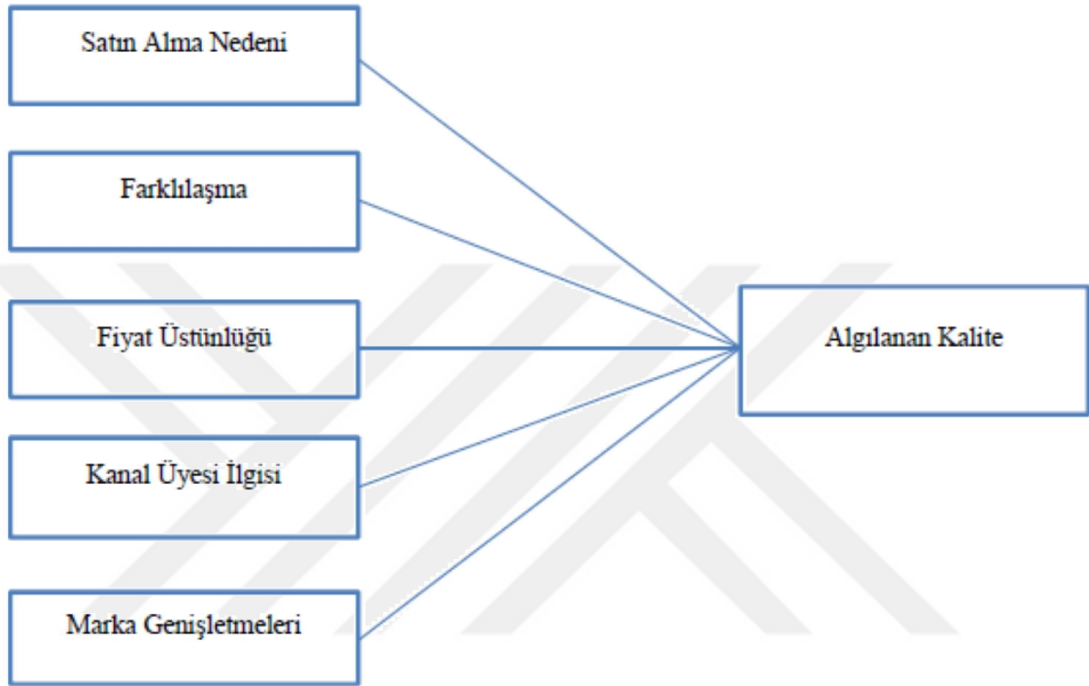 Satın Alma Nedeni
Farklılaşma
Fiyat Üstünlüğü
Algılanan Kalite
Kanal Üyesi İlgisi
Marka Genişletmeleri